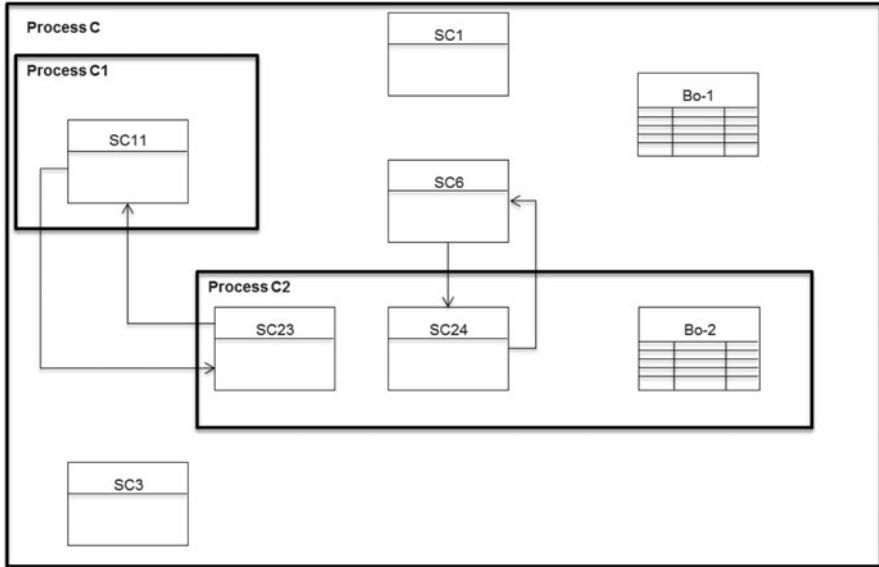 Process C
SC1
Process C1
Bo-1
SC11
SC6
Process C2
SC23
SC24
Bo-2
SC3